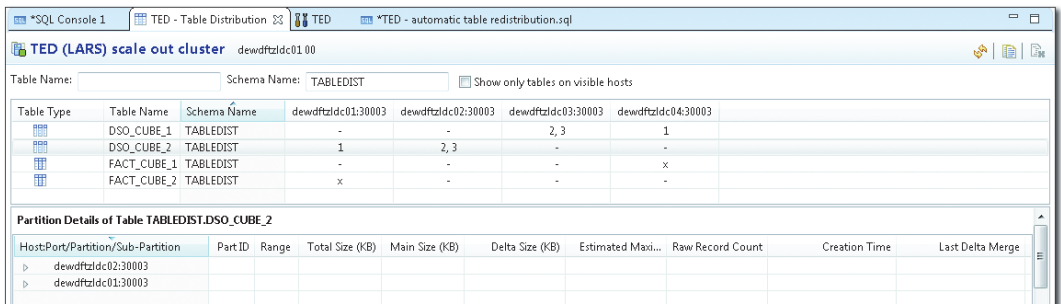 *SQL Console 1 TED - Table Distribution TED *TED - automatic table redistribution.sql
TED (LARS) scale out cluster dewdftzldc01 00
Table Name: Schema Name: TABLEDIST Show only tables on visible hosts
Table Type Table Name Schema Name dewdftzldc01:30003 dewdftzldc02:30003 dewdftzldc03:30003 dewdftzldc04:30003
DSO_CUBE_1 TABLEDIST - - 2, 3 1
DSO_CUBE_2 TABLEDIST 1 2, 3 - -
FACT_CUBE_1 TABLEDIST - - - x
FACT_CUBE_2 TABLEDIST x - - -
Partition Details of Table TABLEDIST.DSO_CUBE_2
Host:Port/Partition/Sub-Partition Part ID Range Total Size (KB) Main Size (KB) Delta Size (KB) Estimated Maxi... Raw Record Count Creation Time Last Delta Merge
dewdftzldc02:30003
dewdftzldc01:30003